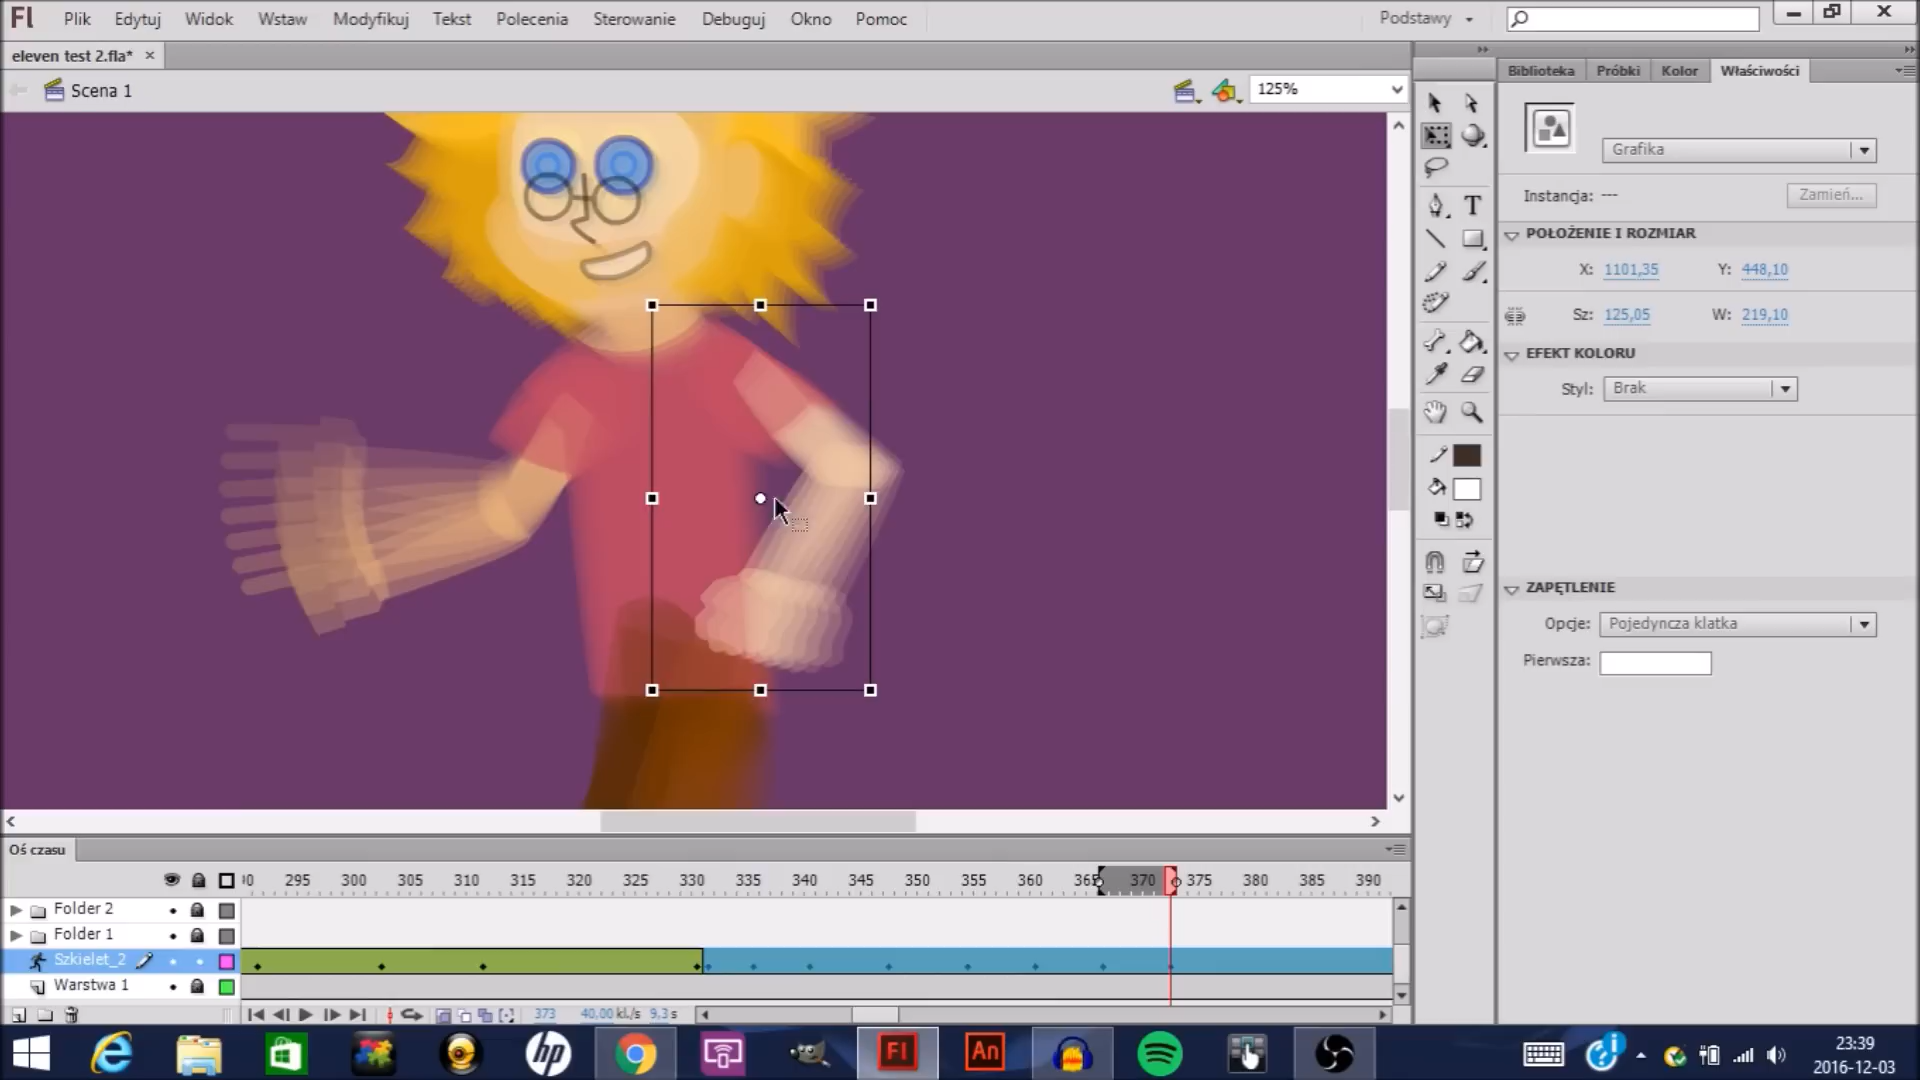 Fl Plik Edytuj Widok Wstaw Modyfikuj Tekst Polecenia Sterowanie Debuguj Okno Pomoc Podstawy
eleven test 2.fla* ×
Scena 1 125%
Biblioteka Próbki Kolor Właściwości
Grafika
Instancja: --- Zamień...
POŁOŻENIE I ROZMIAR
X: 1101,35 Y: 448,10
Sz: 125,05 W: 219,10
EFEKT KOLORU
Styl: Brak
ZAPĘTLENIE
Opcje: Pojedyncza klatka
Pierwsza:
T
Oś czasu
295 300 305 310 315 320 325 330 335 340 345 350 355 360 365 370 375 380 385 390
Folder 2
Folder 1
Szkielet_2
Warstwa 1
373 40,00 kl./s 9,3 s
hp Fl An
23:39
2016-12-03